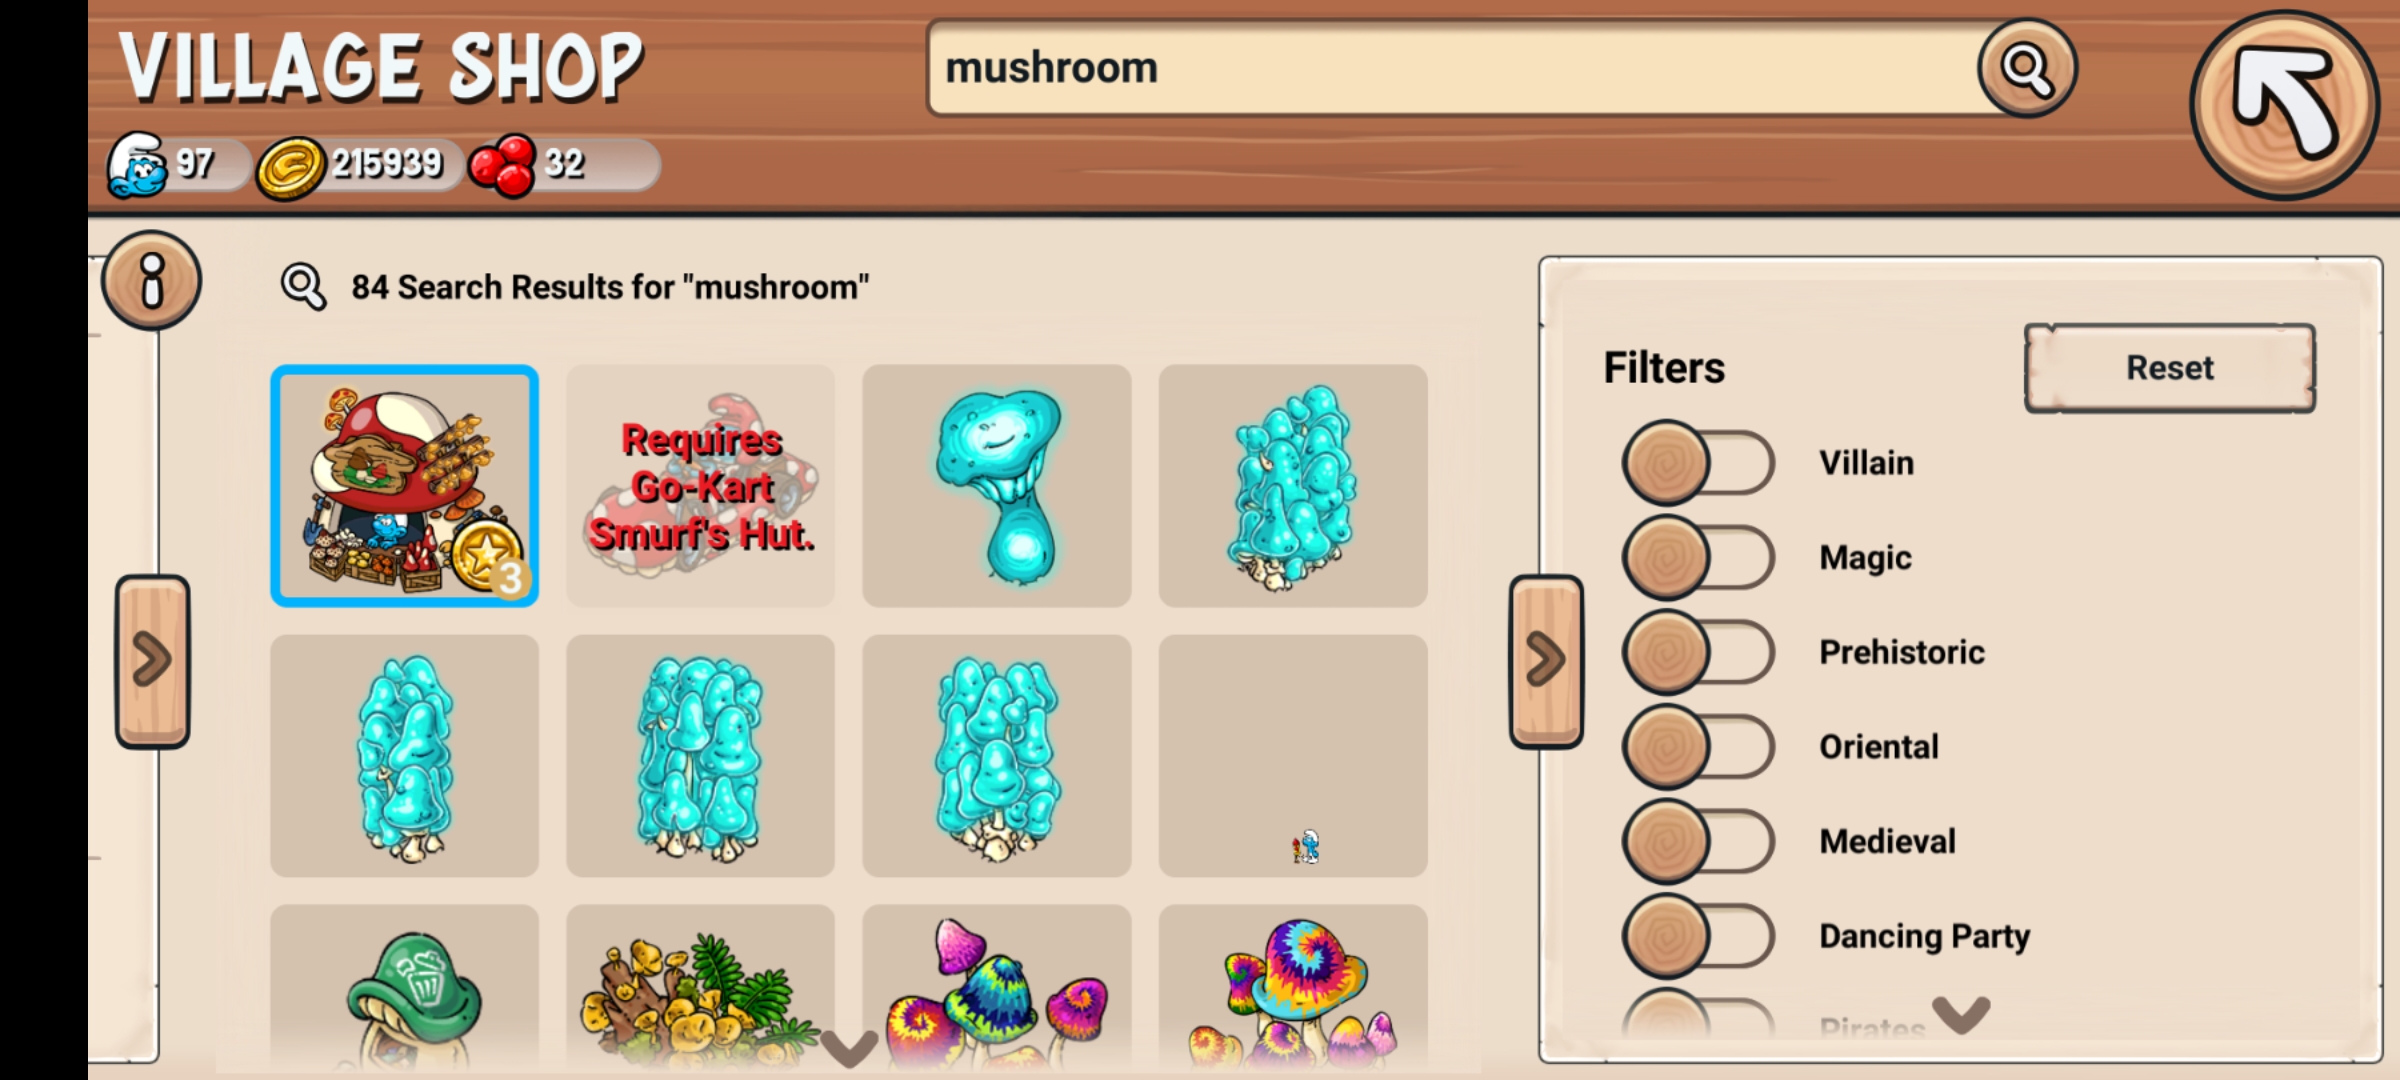 VILLAGE SHOP
mushroom
97
215939
32
84 Search Results for "mushroom"
3
Requires
Go-Kart
Smurf's Hut.
Filters
Reset
Villain
Magic
Prehistoric
Oriental
Medieval
Dancing Party
Pirates